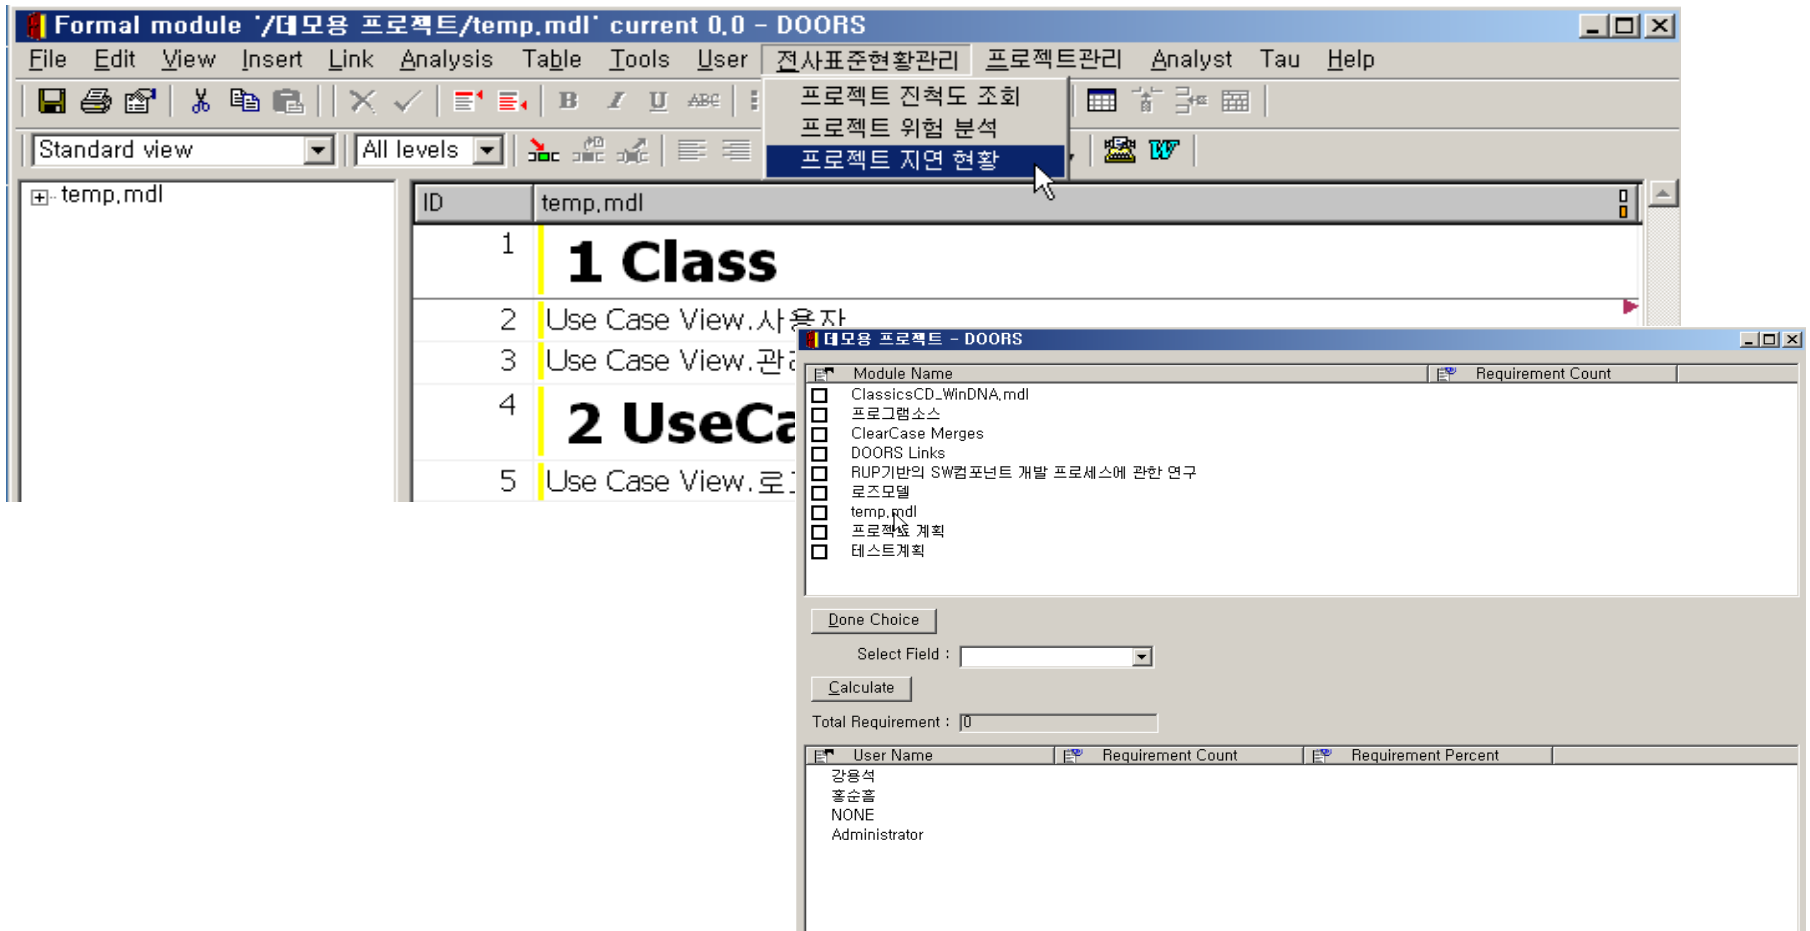 Formal module '/데모용 프로젝트/temp.mdl' current 0.0 - DOORS
File Edit View Insert Link Analysis Table Tools User 전사표준현황관리 프로젝트관리 Analyst Tau Help
프로젝트 진척도 조회
B I U ABC
프로젝트 위험 분석
Standard view All levels 프로젝트 지연 현황 W
temp.mdl
ID temp.mdl
1 1 Class
2 Use Case View.사용자
3 Use Case View.관
4 2 UseCa
5 Use Case View.로
데모용 프로젝트 - DOORS
Module Name Requirement Count
ClassicsCD_WinDNA.mdl
프로그램소스
ClearCase Merges
DOORS Links
RUP기반의 SW컴포넌트 개발 프로세스에 관한 연구
로즈모델
temp.mdl
프로젝트 계획
테스트계획
Done Choice
Select Field :
Calculate
Total Requirement : 0
User Name Requirement Count Requirement Percent
강용석
홍순흠
NONE
Administrator